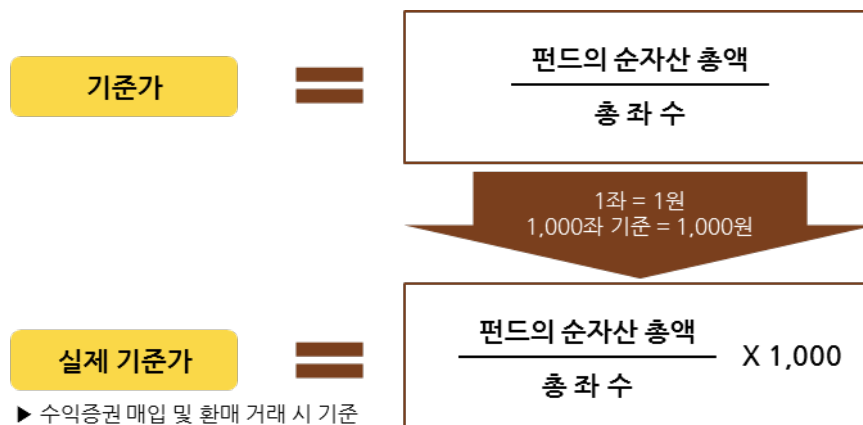 기준가
펀드의 순자산 총액
총 좌 수
1좌 = 1원
1,000좌 기준 = 1,000원
실제 기준가
펀드의 순자산 총액
총 좌 수
X 1,000
▶ 수익증권 매입 및 환매 거래 시 기준